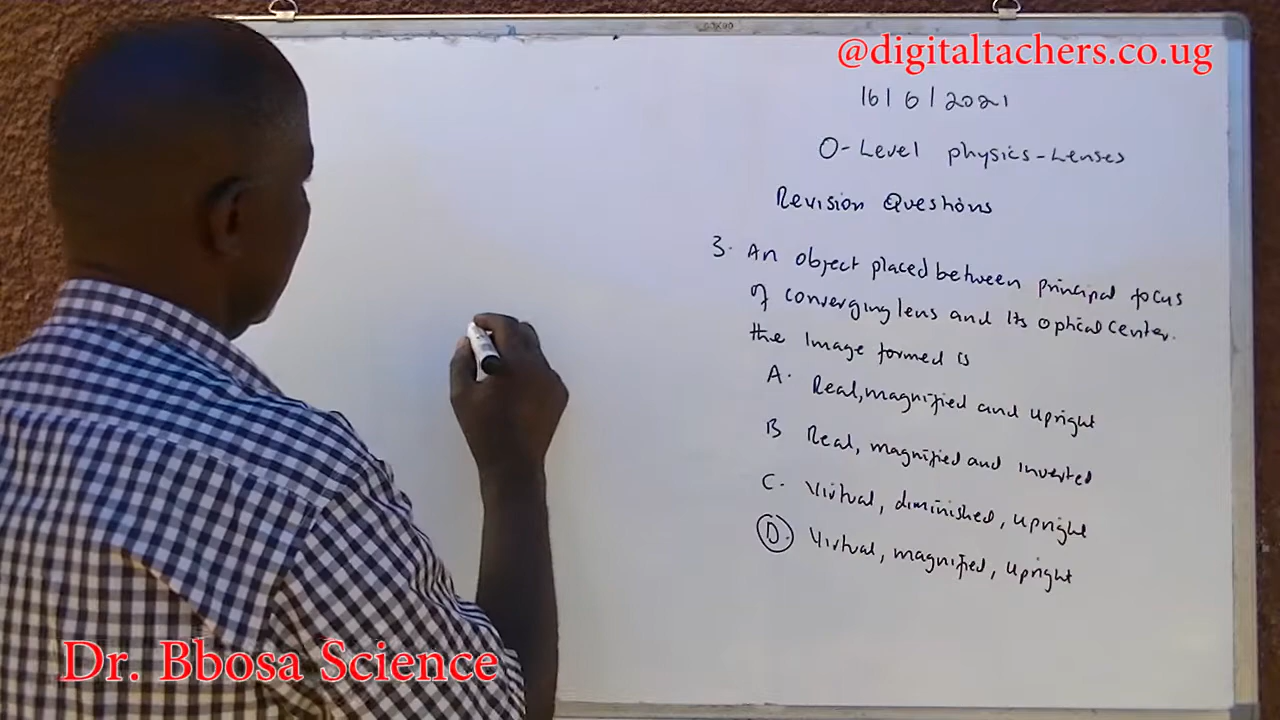 @digitaltachers.co.ug
16/6/2021
O-Level physics-Lenses
Revision Questions
3. An object placed between principal focus
of converging lens and its optical center.
the image formed is
A. Real, magnified and upright
B Real, magnified and inverted
C. Virtual, diminished, upright
D. Virtual, magnified, upright
Dr. Bbosa Science